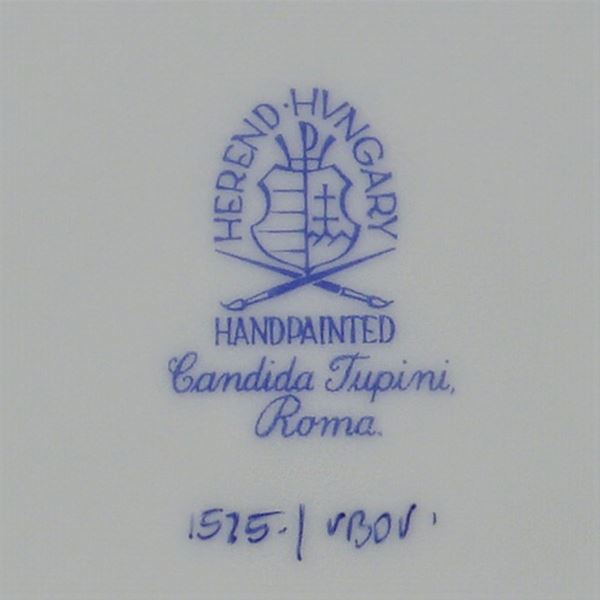 HEREND·HVNGARY
HANDPAINTED
Candida Tupini,
Roma.
1525-/ VBOV